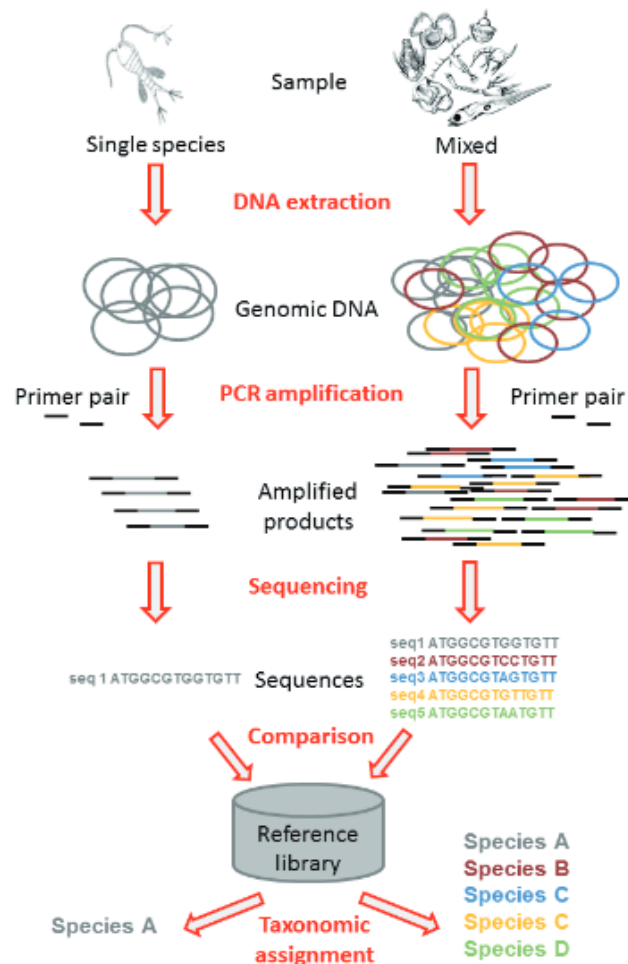 Sample
Single species
Mixed
DNA extraction
Genomic DNA
Primer pair
PCR amplification
Primer pair
Amplified
products
Sequencing
seq1 ATGGCGTGGTGTT
seq2 ATGGCGTCCTGTT
seq 1 ATGGCGTGGTGTT
Sequences
seq3 ATGGCGTAGTGTT
seq4 ATGGCGTGTTGTT
seq5 ATGGCGTAATGTT
Comparison
Reference
library
Species A
Taxonomic
assignment
Species A
Species B
Species C
Species C
Species D